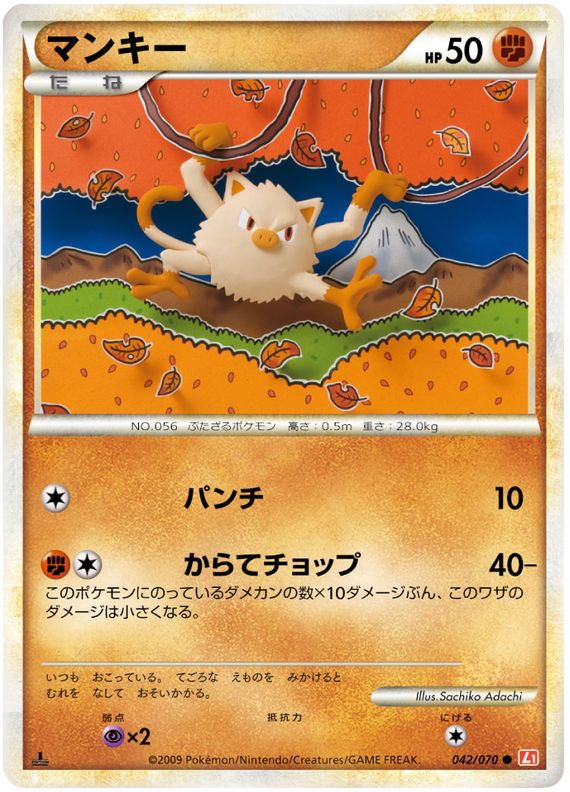 マンキー
HP 50
たね
NO.056 ぶたざるポケモン 高さ：0.5m 重さ：28.0kg
パンチ 10
からてチョップ 40−
このポケモンにのっているダメカンの数×10ダメージぶん、このワザの
ダメージは小さくなる。
いつも おこっている。 てごろな えものを みかけると
むれを なして おそいかかる。
Illus.Sachiko Adachi
弱点 抵抗力 にげる
×2
©2009 Pokémon/Nintendo/Creatures/GAME FREAK.
042/070 ● L1
1